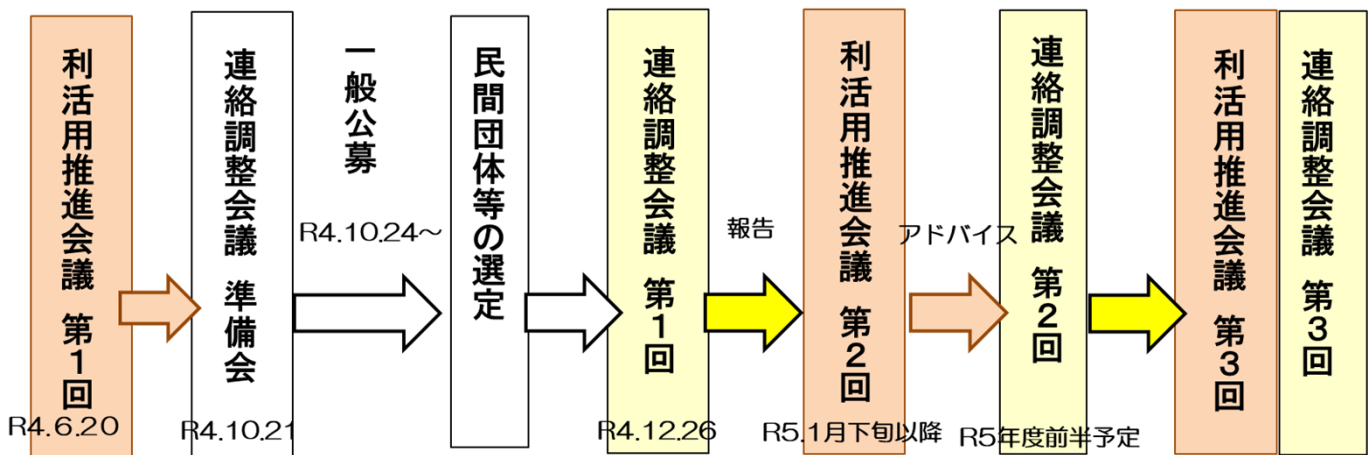 利活用推進会議 第1回
R4.6.20
連絡調整会議 準備会
R4.10.21
一般公募
R4.10.24～
民間団体等の選定
連絡調整会議 第1回
R4.12.26
報告
利活用推進会議 第2回
R5.1月下旬以降
アドバイス
連絡調整会議 第2回
R5年度前半予定
利活用推進会議 第3回
連絡調整会議 第3回